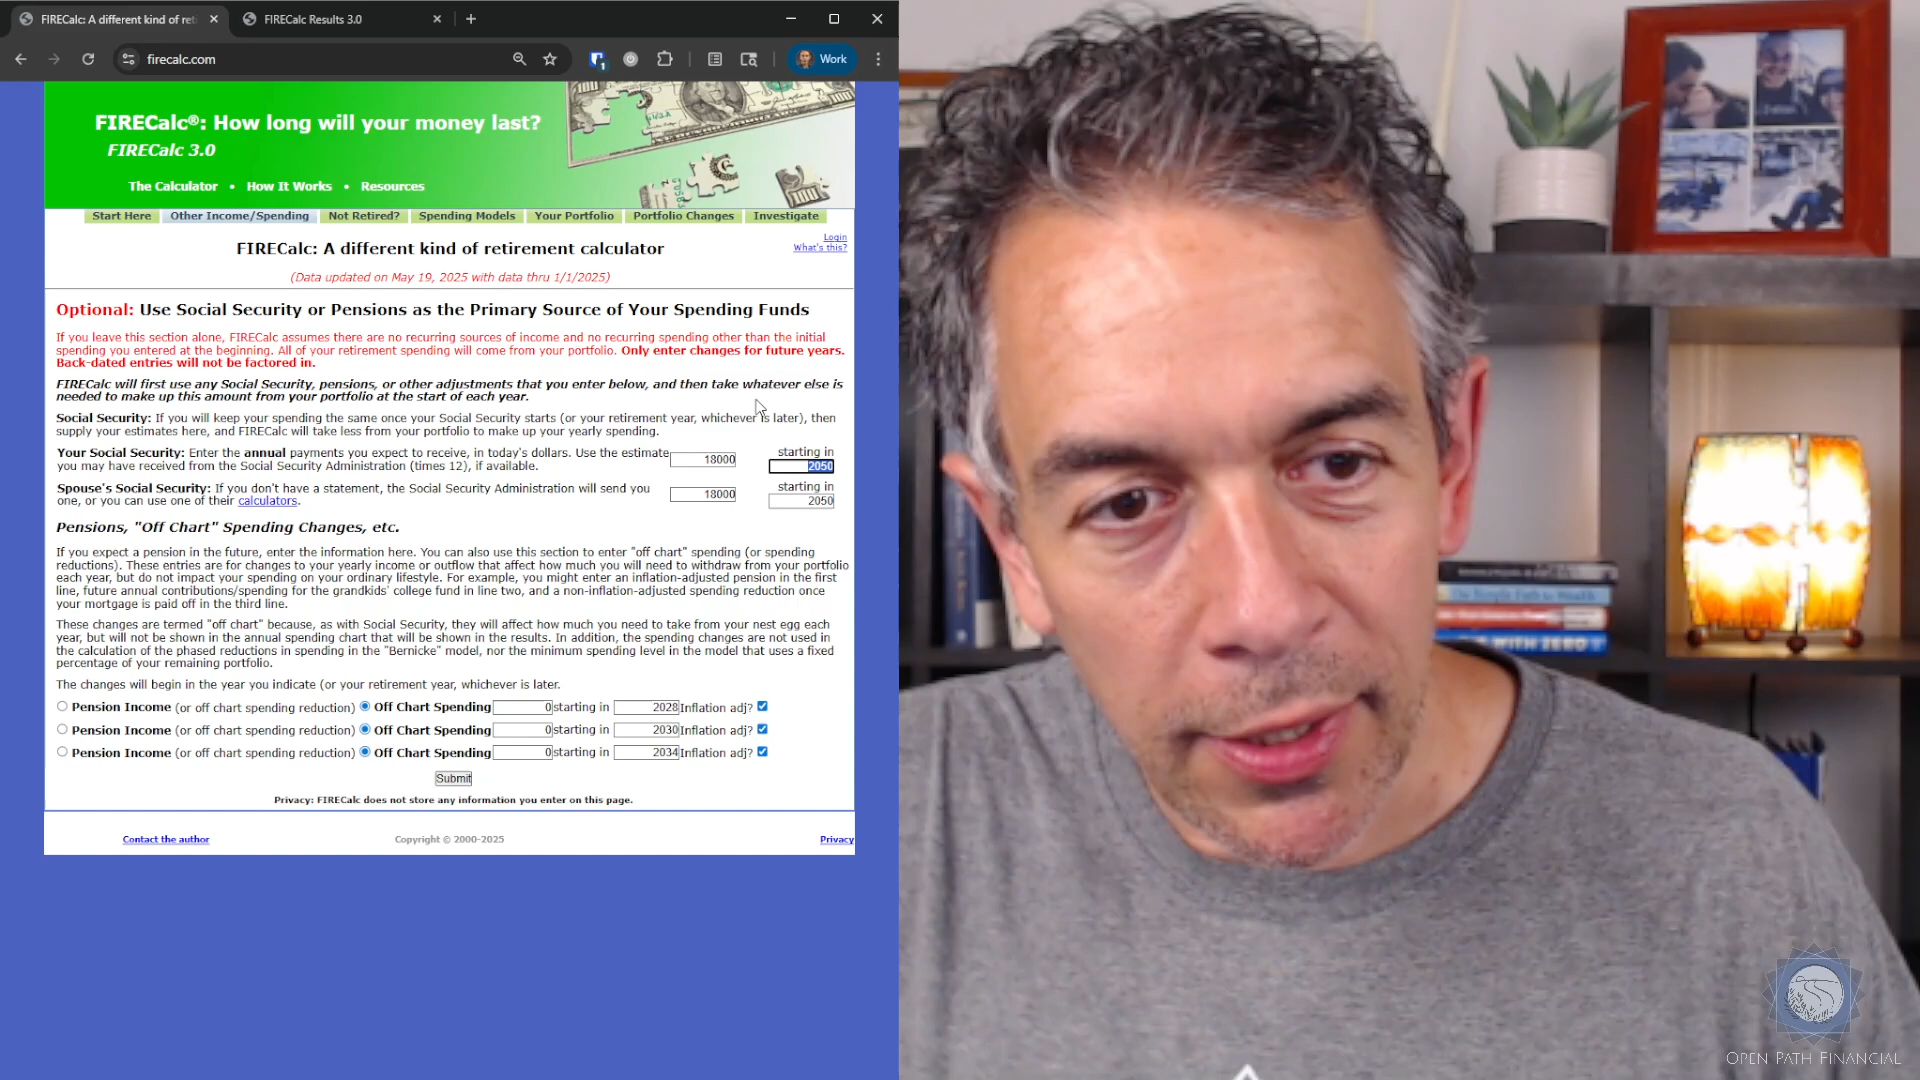 FIRECalc: A different kind of ret
FIRECalc Results 3.0
firecalc.com
1
Work
FIRECalc®: How long will your money last?
FIRECalc 3.0
The Calculator • How It Works • Resources
Start Here Other Income/Spending Not Retired? Spending Models Your Portfolio Portfolio Changes Investigate
Login
What's this?
FIRECalc: A different kind of retirement calculator
(Data updated on May 19, 2025 with data thru 1/1/2025)
Optional: Use Social Security or Pensions as the Primary Source of Your Spending Funds
If you leave this section alone, FIRECalc assumes there are no recurring sources of income and no recurring spending other than the initial
spending you entered at the beginning. All of your retirement spending will come from your portfolio. Only enter changes for future years.
Back-dated entries will not be factored in.
FIRECalc will first use any Social Security, pensions, or other adjustments that you enter below, and then take whatever else is
needed to make up this amount from your portfolio at the start of each year.
Social Security: If you will keep your spending the same once your Social Security starts (or your retirement year, whichever is later), then
supply your estimates here, and FIRECalc will take less from your portfolio to make up your yearly spending.
Your Social Security: Enter the annual payments you expect to receive, in today's dollars. Use the estimate
you may have received from the Social Security Administration (times 12), if available.
18000
starting in
2050
Spouse's Social Security: If you don't have a statement, the Social Security Administration will send you
one, or you can use one of their calculators.
18000
starting in
2050
Pensions, "Off Chart" Spending Changes, etc.
If you expect a pension in the future, enter the information here. You can also use this section to enter "off chart" spending (or spending
reductions). These entries are for changes to your yearly income or outflow that affect how much you will need to withdraw from your portfolio
each year, but do not impact your spending on your ordinary lifestyle. For example, you might enter an inflation-adjusted pension in the first
line, future annual contributions/spending for the grandkids' college fund in line two, and a non-inflation-adjusted spending reduction once
your mortgage is paid off in the third line.
These changes are termed "off chart" because, as with Social Security, they will affect how much you need to take from your nest egg each
year, but will not be shown in the annual spending chart that will be shown in the results. In addition, the spending changes are not used in
the calculation of the phased reductions in spending in the "Bernicke" model, nor the minimum spending level in the model that uses a fixed
percentage of your remaining portfolio.
The changes will begin in the year you indicate (or your retirement year, whichever is later.
Pension Income (or off chart spending reduction) Off Chart Spending 0 starting in 2028 Inflation adj?
Pension Income (or off chart spending reduction) Off Chart Spending 0 starting in 2030 Inflation adj?
Pension Income (or off chart spending reduction) Off Chart Spending 0 starting in 2034 Inflation adj?
Submit
Privacy: FIRECalc does not store any information you enter on this page.
Contact the author
Copyright © 2000-2025
Privacy
WITH ZERO
OPEN PATH FINANCIAL